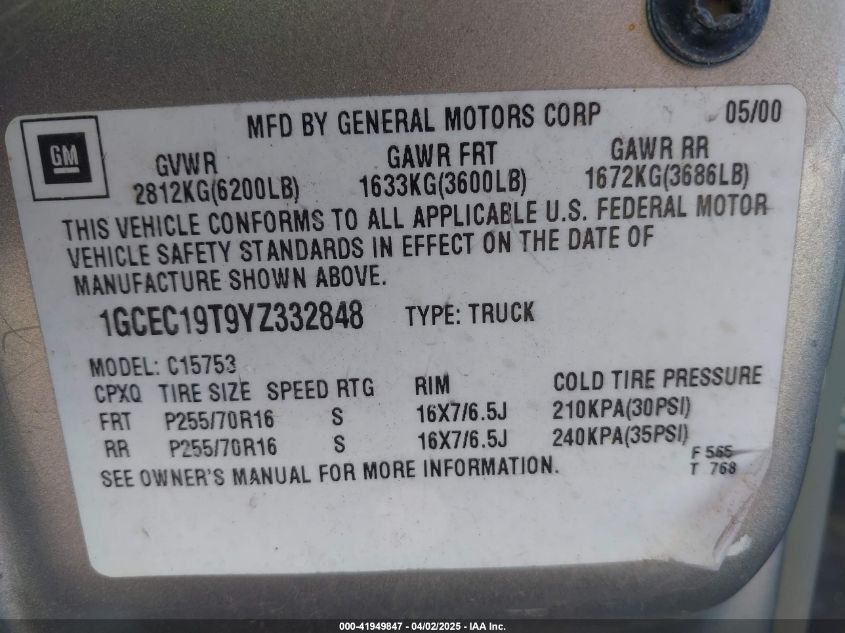 MFD BY GENERAL MOTORS CORP 05/00
GM
GVWR GAWR FRT GAWR RR
2812KG(6200LB) 1633KG(3600LB) 1672KG(3686LB)
THIS VEHICLE CONFORMS TO ALL APPLICABLE U.S. FEDERAL MOTOR
VEHICLE SAFETY STANDARDS IN EFFECT ON THE DATE OF
MANUFACTURE SHOWN ABOVE.
1GCEC19T9YZ332848 TYPE: TRUCK
MODEL: C15753
CPXQ TIRE SIZE SPEED RTG RIM COLD TIRE PRESSURE
FRT P255/70R16 S 16X7/6.5J 210KPA(30PSI)
RR P255/70R16 S 16X7/6.5J 240KPA(35PSI)
SEE OWNER'S MANUAL FOR MORE INFORMATION.
F 565
T 768
000-41949847 - 04/02/2025 - IAA Inc.